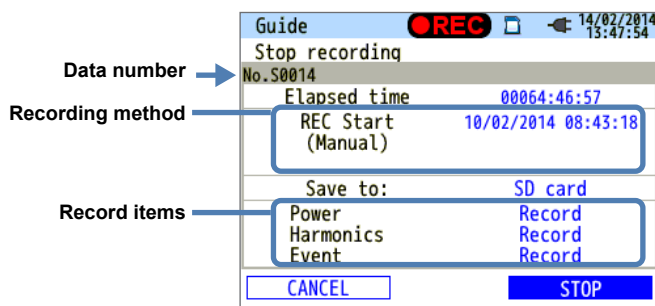 Guide REC 14/02/2014
13:47:54
Stop recording
Data number No.S0014
Elapsed time 00064:46:57
Recording method REC Start 10/02/2014 08:43:18
(Manual)
Save to: SD card
Record items Power Record
Harmonics Record
Event Record
CANCEL STOP